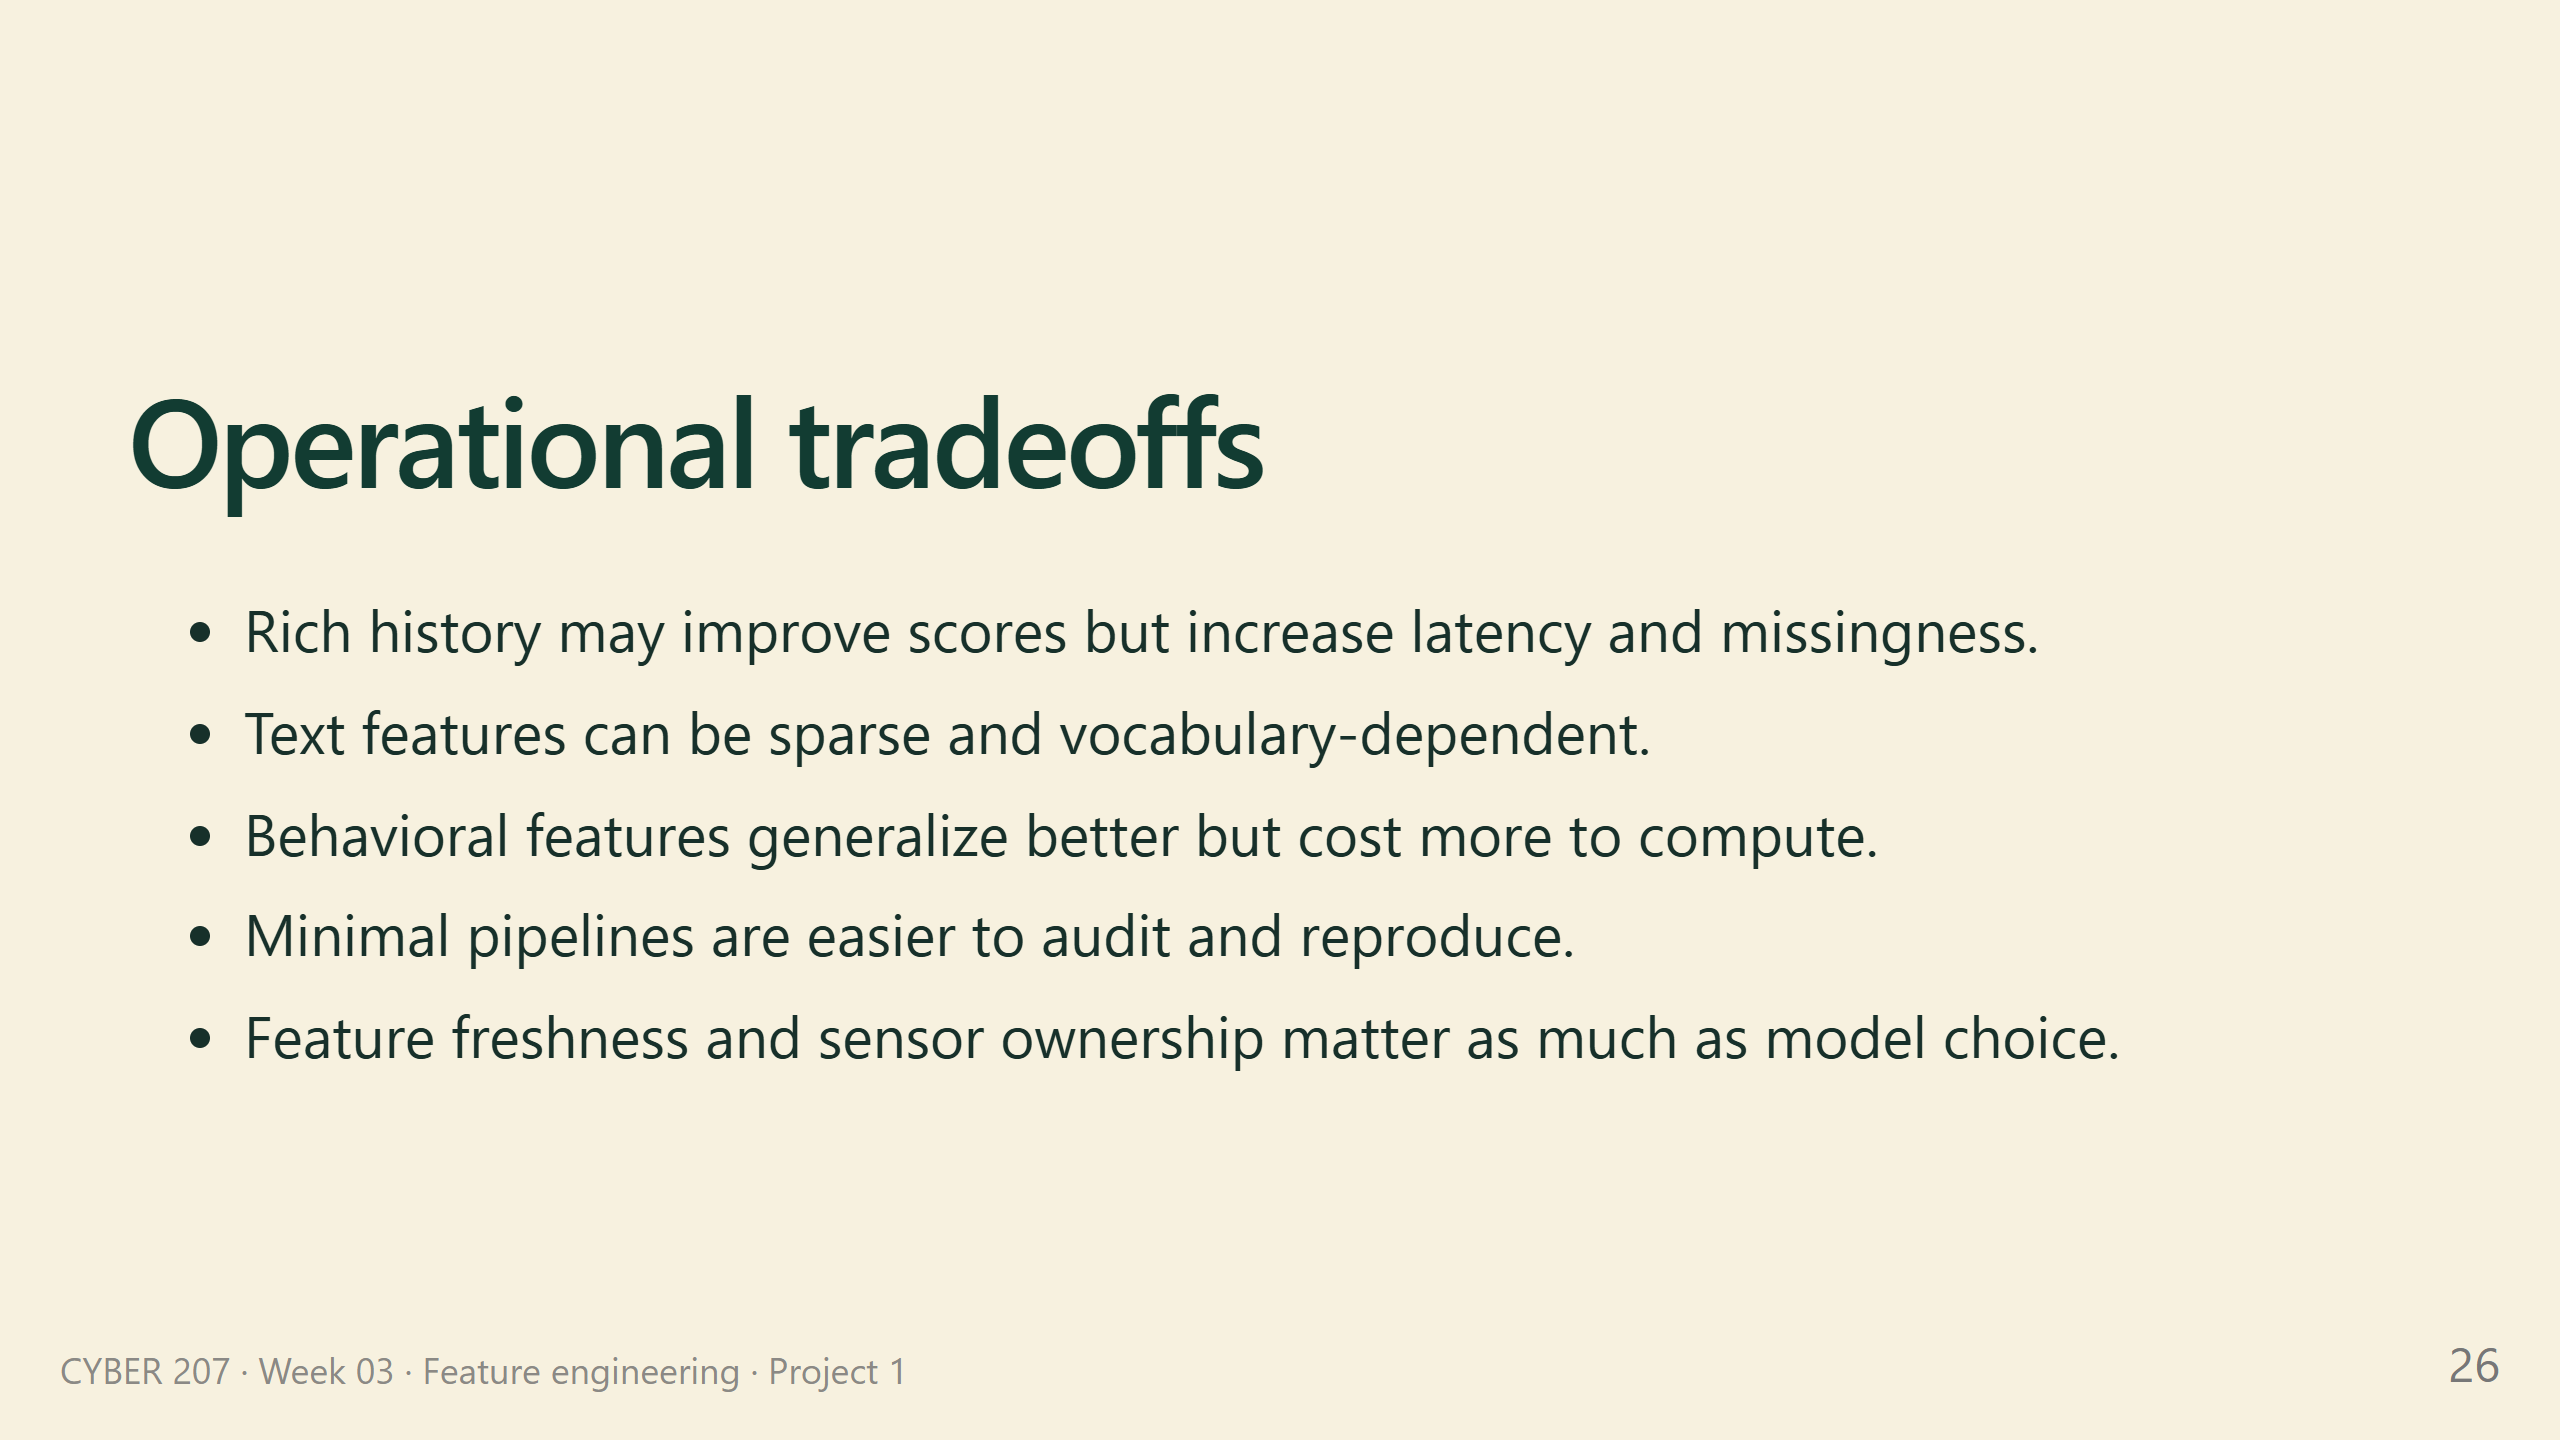 Operational tradeoffs
• Rich history may improve scores but increase latency and missingness.
• Text features can be sparse and vocabulary-dependent.
• Behavioral features generalize better but cost more to compute.
• Minimal pipelines are easier to audit and reproduce.
• Feature freshness and sensor ownership matter as much as model choice.
CYBER 207 · Week 03 · Feature engineering · Project 1
26